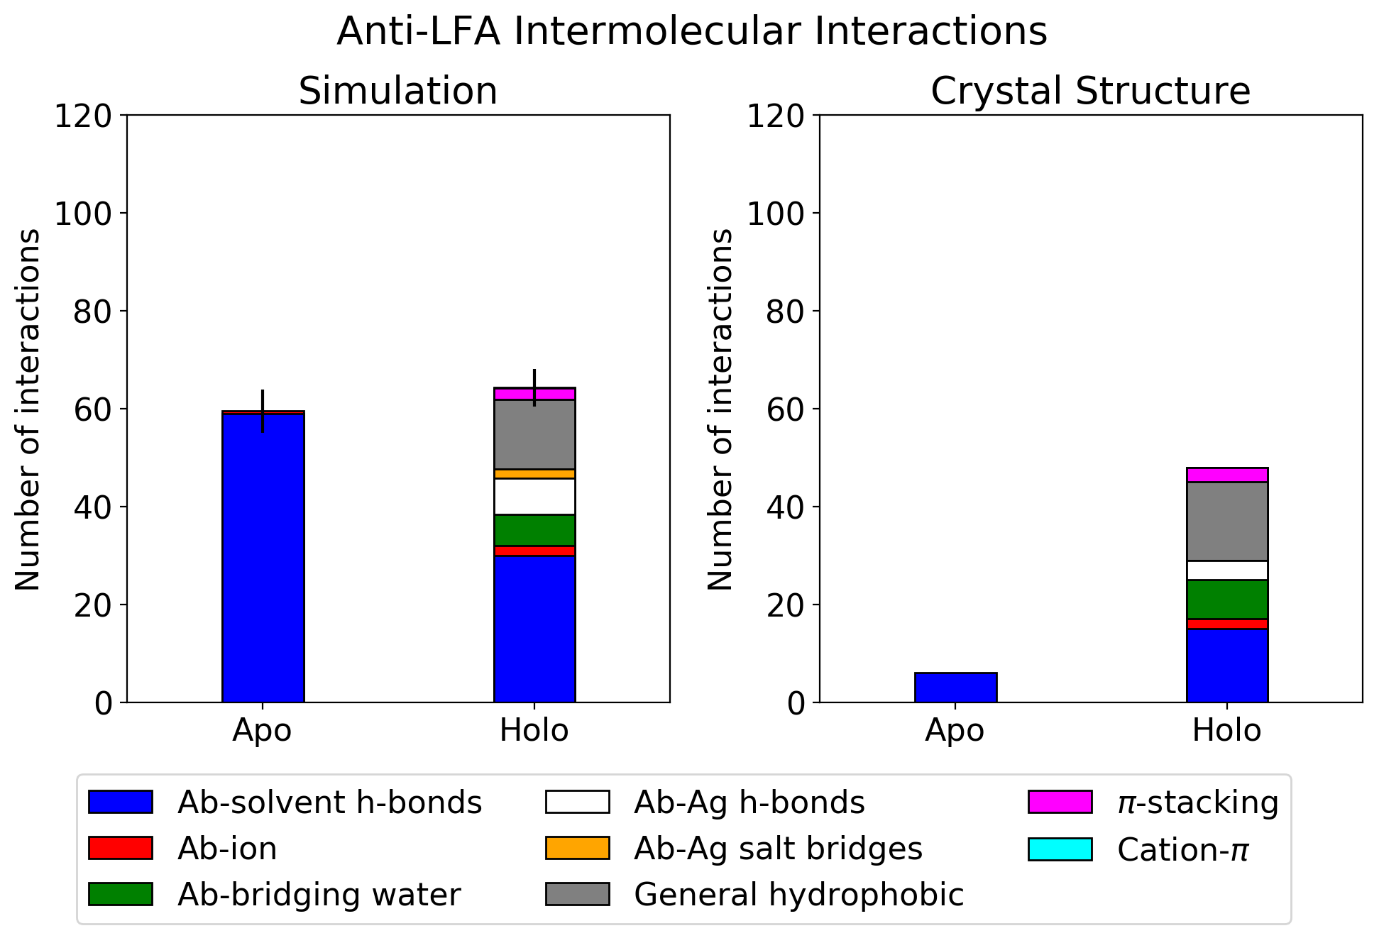 Anti-LFA Intermolecular Interactions
Simulation
Number of interactions
120
100
80
60
40
20
0
Apo Holo
Crystal Structure
Number of interactions
120
100
80
60
40
20
0
Apo Holo
Ab-solvent h-bonds
Ab-ion
Ab-bridging water
Ab-Ag h-bonds
Ab-Ag salt bridges
General hydrophobic
π-stacking
Cation-π